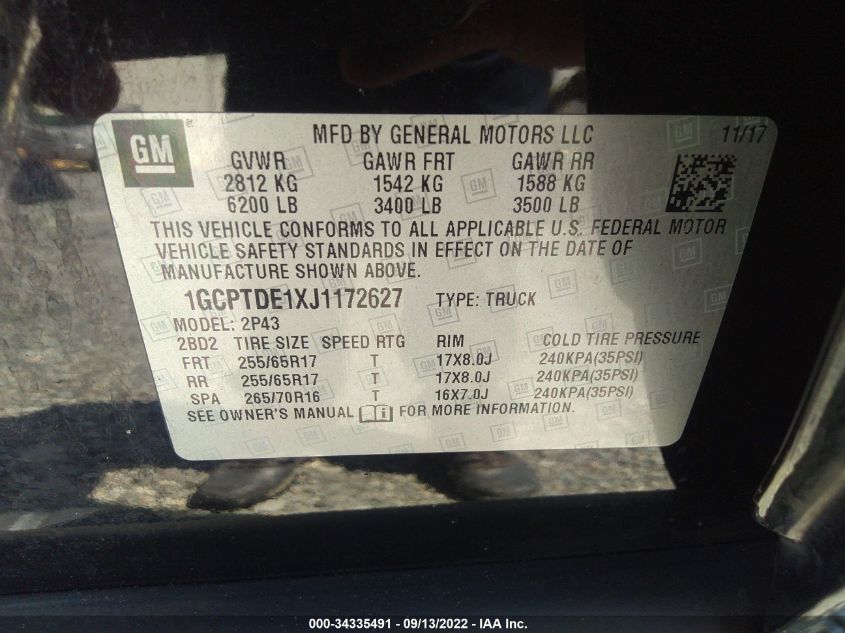 GM
MFD BY GENERAL MOTORS LLC 11/17
GVWR GAWR FRT GAWR RR
2812 KG 1542 KG 1588 KG
6200 LB 3400 LB 3500 LB
THIS VEHICLE CONFORMS TO ALL APPLICABLE U.S. FEDERAL MOTOR
VEHICLE SAFETY STANDARDS IN EFFECT ON THE DATE OF
MANUFACTURE SHOWN ABOVE.
1GCPTDE1XJ1172627 TYPE: TRUCK
MODEL: 2P43
2BD2 TIRE SIZE SPEED RTG RIM COLD TIRE PRESSURE
FRT 255/65R17 T 17X8.0J 240KPA(35PSI)
RR 255/65R17 T 17X8.0J 240KPA(35PSI)
SPA 265/70R16 T 16X7.0J 240KPA(35PSI)
SEE OWNER'S MANUAL FOR MORE INFORMATION.
000-34335491 - 09/13/2022 - IAA Inc.